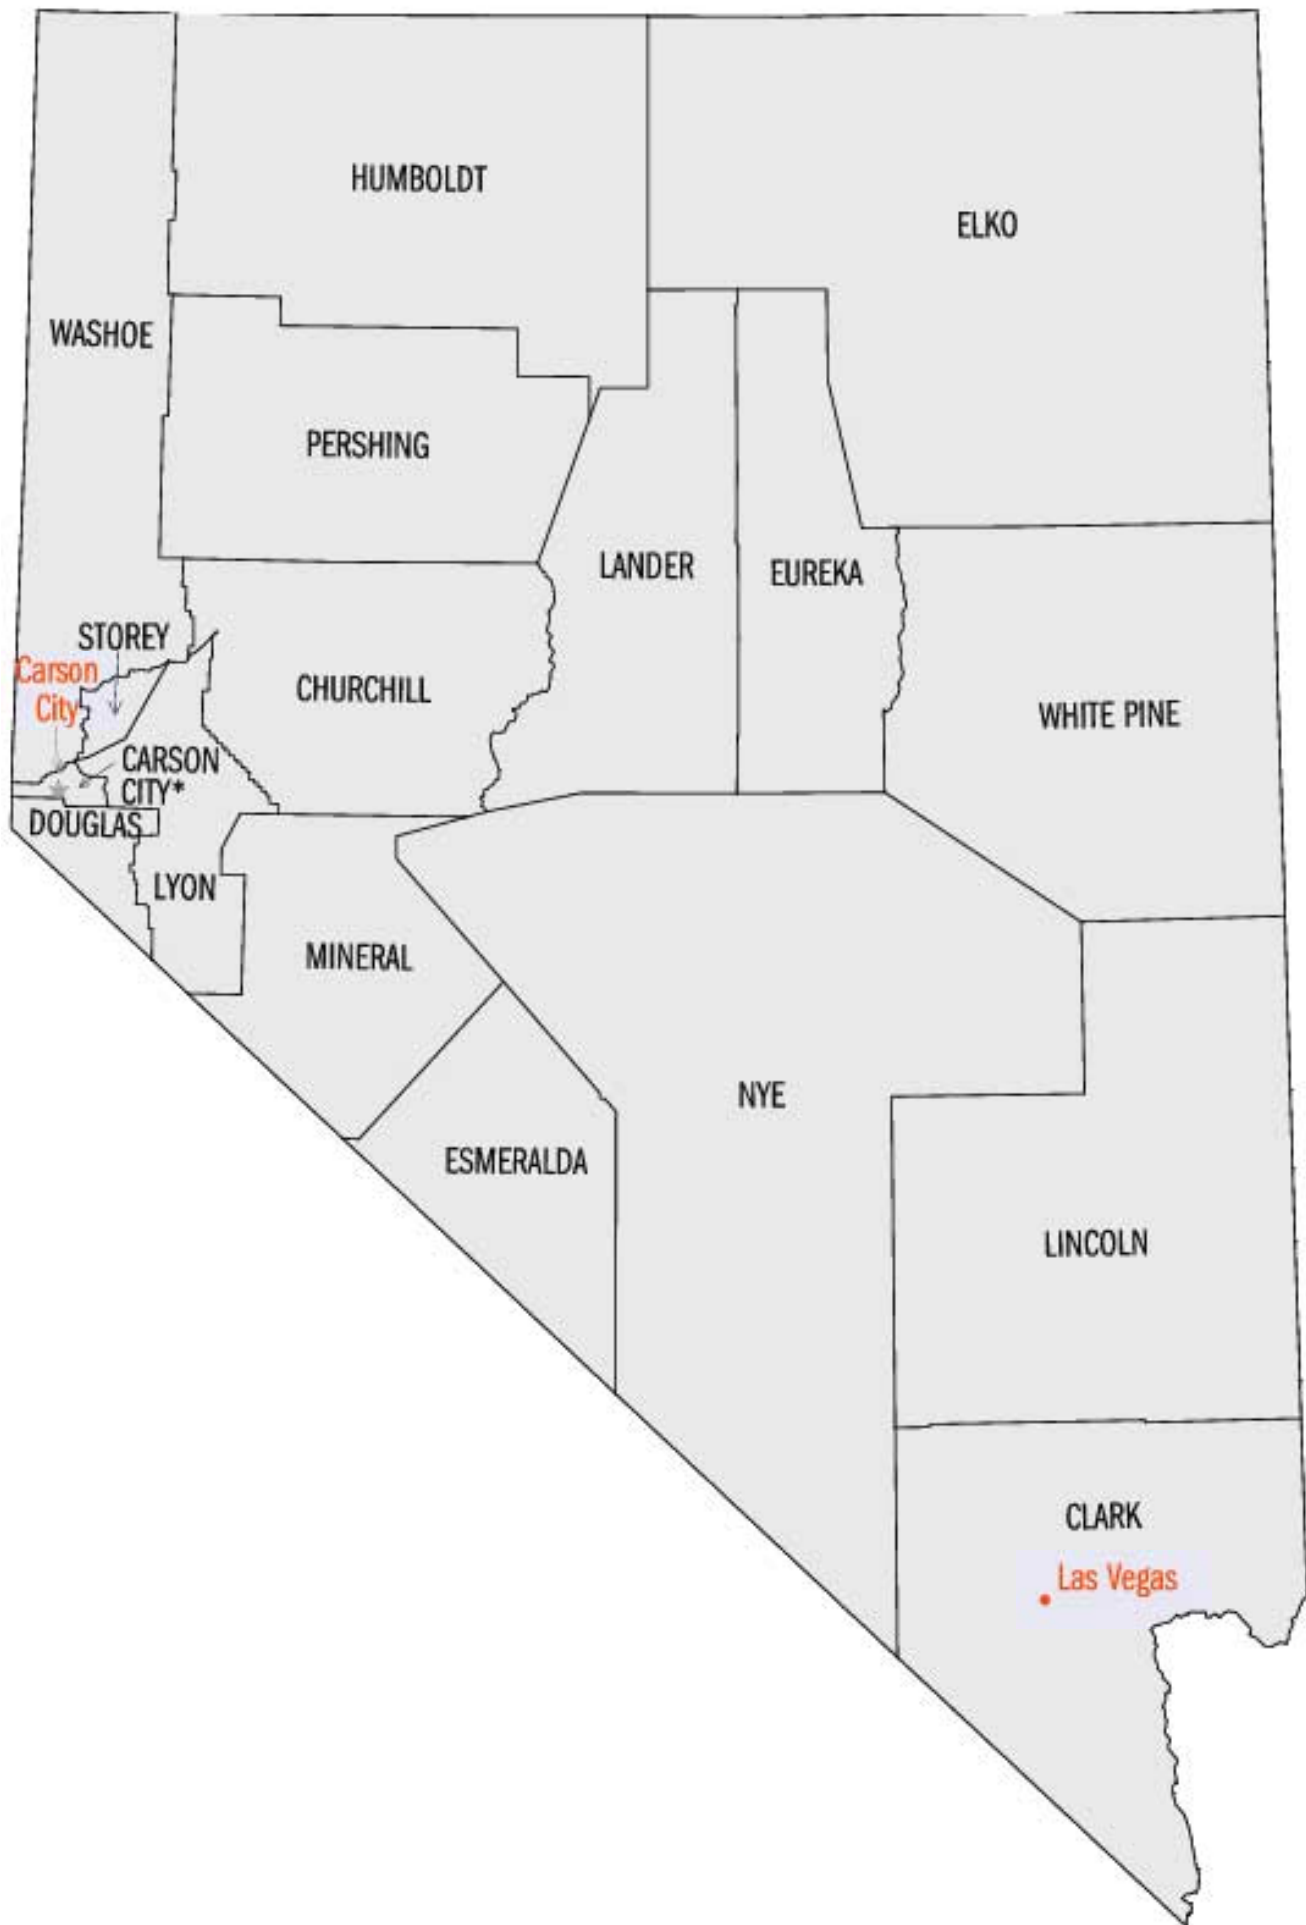 HUMBOLDT
ELKO
WASHOE
PERSHING
LANDER
EUREKA
STOREY
Carson
City
CHURCHILL
WHITE PINE
CARSON
CITY*
DOUGLAS
LYON
MINERAL
NYE
ESMERALDA
LINCOLN
CLARK
Las Vegas